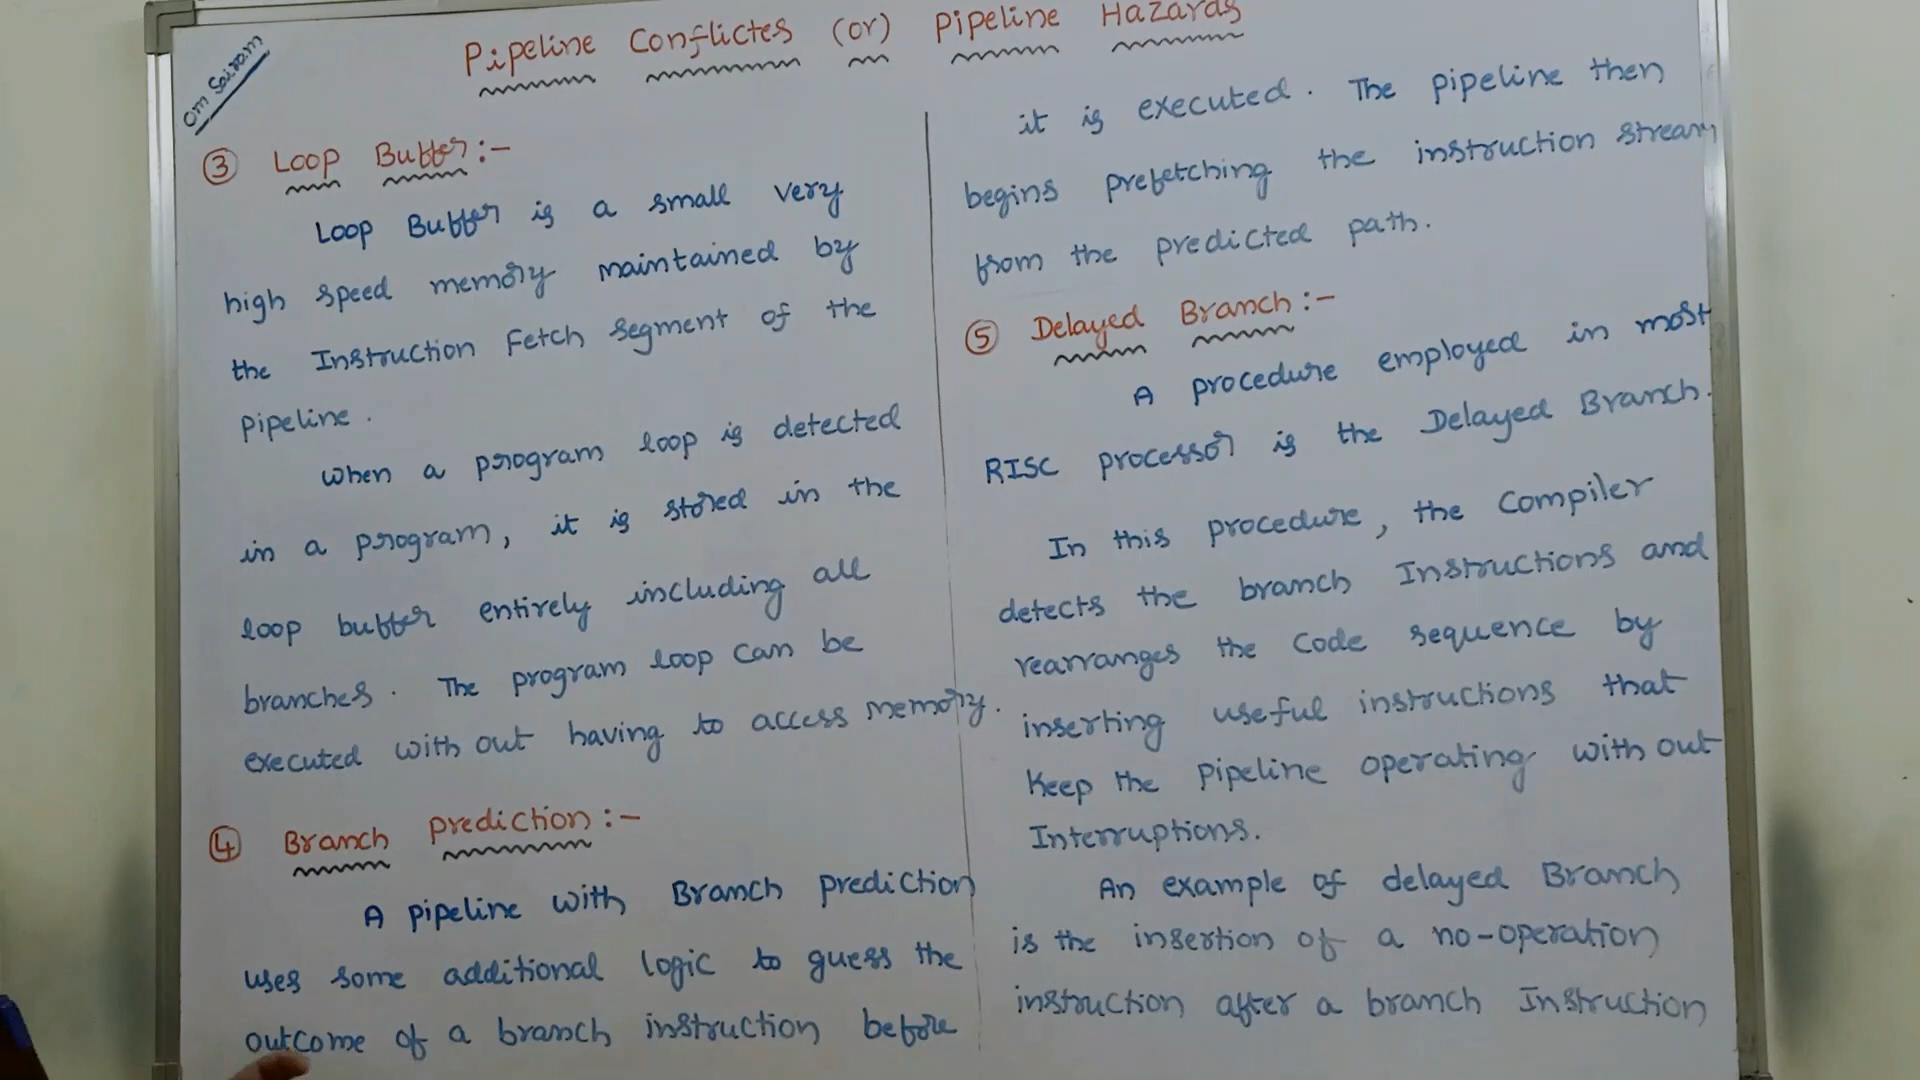 Om Sairam
Pipeline Conflictes (or) Pipeline Hazards
③ Loop Buffer:-
Loop Buffer is a small very
high speed memory maintained by
the Instruction Fetch segment of the
pipeline.
when a program loop is detected
in a program, it is stored in the
loop buffer entirely including all
branches. The program loop can be
executed with out having to access memory.
④ Branch prediction:-
A pipeline with Branch prediction
uses some additional logic to guess the
outcome of a branch instruction before
it is executed. The pipeline then
begins prefetching the instruction stream
from the predicted path.
⑤ Delayed Branch:-
A procedure employed in most
RISC processor is the Delayed Branch.
In this procedure, the compiler
detects the branch Instructions and
rearranges the code sequence by
inserting useful instructions that
keep the pipeline operating with out
Interruptions.
An example of delayed Branch
is the insertion of a no-operation
instruction after a branch Instruction